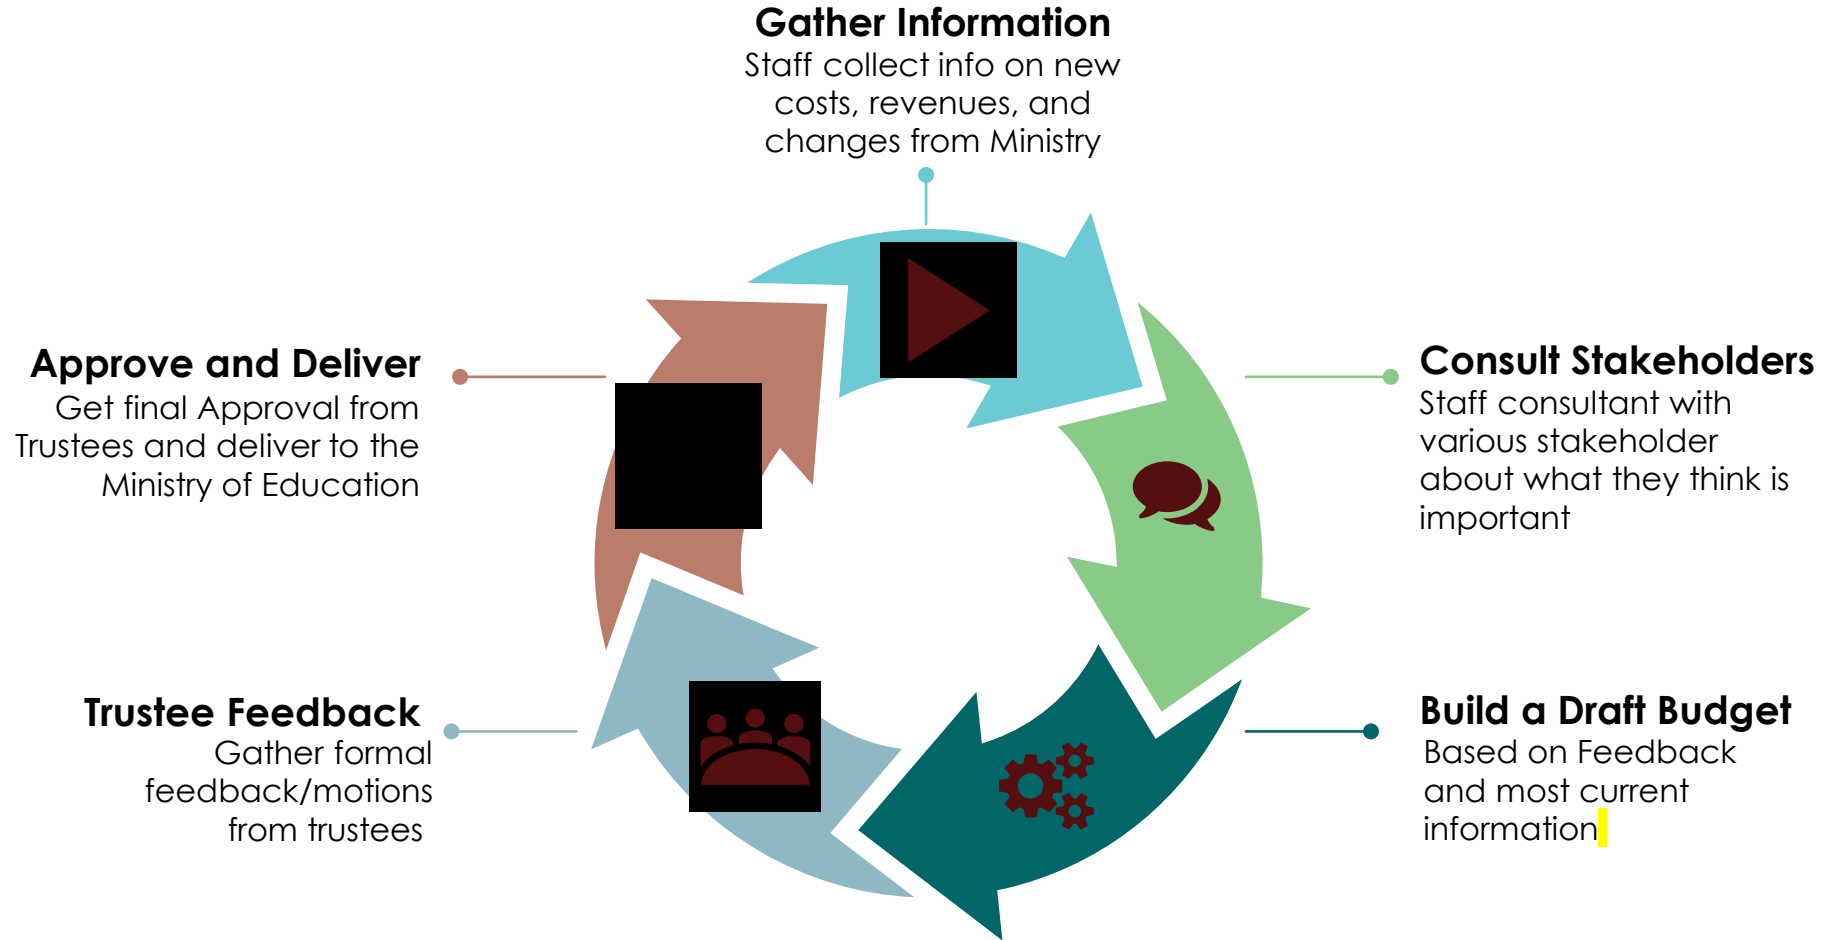 Gather Information
Staff collect info on new
costs, revenues, and
changes from Ministry
Consult Stakeholders
Staff consultant with
various stakeholder
about what they think is
important
Build a Draft Budget
Based on Feedback
and most current
information
Trustee Feedback
Gather formal
feedback/motions
from trustees
Approve and Deliver
Get final Approval from
Trustees and deliver to the
Ministry of Education